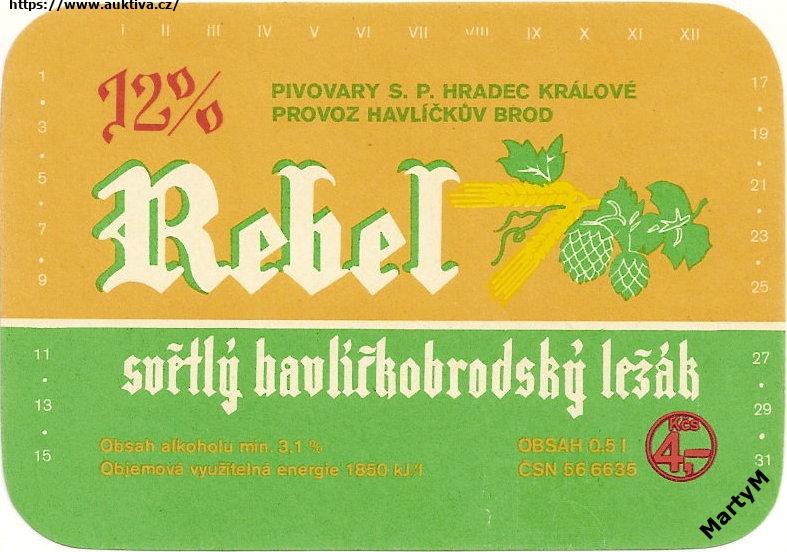 https://www.auktiva.cz/
I II III IV V VI VII VIII IX X XI XII
1
3
5
7
9
11
13
15
17
19
21
23
25
27
29
31
12%
PIVOVARY S. P. HRADEC KRÁLOVÉ
PROVOZ HAVLÍČKŮV BROD
Rebel
světlý havlíčkobrodský ležák
Obsah alkoholu min. 3,1 %
Objemová využitelná energie 1850 kJ/l
OBSAH 0,5 l
ČSN 56 6635
Kčs
4,-
MartyM